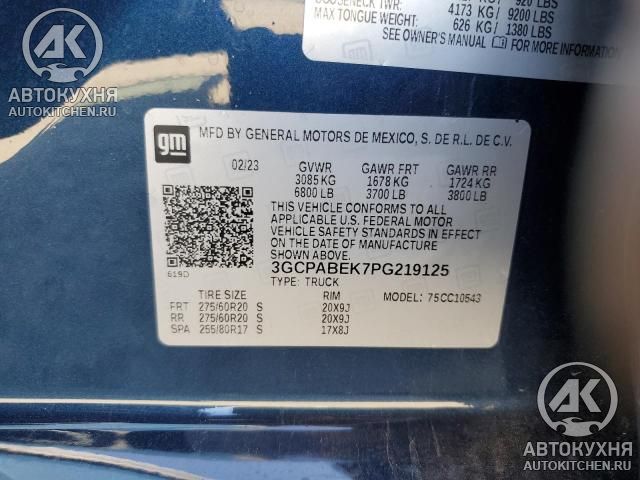 GOOSENECK TWR: 4173 KG / 9200 LBS
MAX TONGUE WEIGHT: 626 KG / 1380 LBS
SEE OWNER'S MANUAL FOR MORE INFORMATION
АВТОКУХНЯ
AUTOKITCHEN.RU
gm
MFD BY GENERAL MOTORS DE MEXICO, S. DE R.L. DE C.V.
02/23 GVWR GAWR FRT GAWR RR
3085 KG 1678 KG 1724 KG
6800 LB 3700 LB 3800 LB
THIS VEHICLE CONFORMS TO ALL
APPLICABLE U.S. FEDERAL MOTOR
VEHICLE SAFETY STANDARDS IN EFFECT
ON THE DATE OF MANUFACTURE
SHOWN ABOVE.
619D
3GCPABEK7PG219125
TYPE: TRUCK MODEL: 75CC10543
TIRE SIZE RIM
FRT 275/60R20 S 20X9J
RR 275/60R20 S 20X9J
SPA 255/80R17 S 17X8J
АК
АВТОКУХНЯ
AUTOKITCHEN.RU